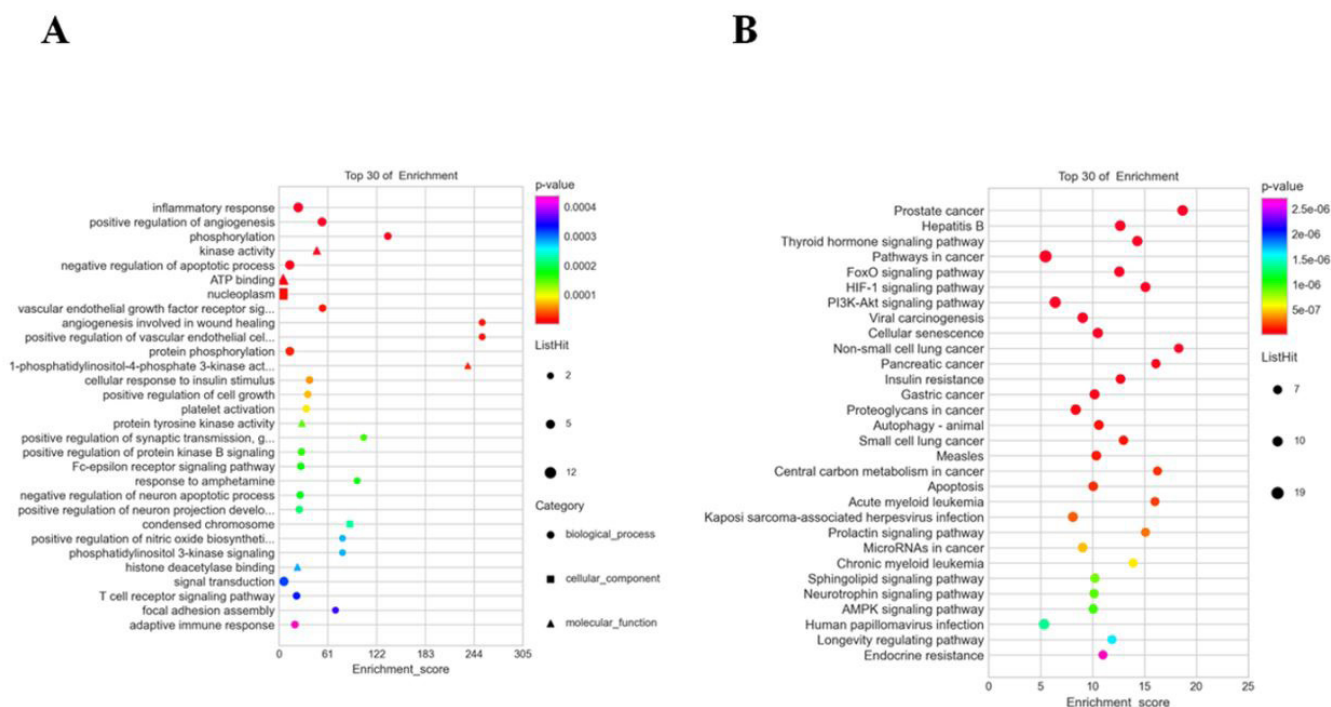 A
B
Top 30 of Enrichment
inflammatory response
positive regulation of angiogenesis
phosphorylation
kinase activity
negative regulation of apoptotic process
ATP binding
nucleoplasm
vascular endothelial growth factor receptor sig...
angiogenesis involved in wound healing
positive regulation of vascular endothelial cel...
protein phosphorylation
1-phosphatidylinositol-4-phosphate 3-kinase act...
cellular response to insulin stimulus
positive regulation of cell growth
platelet activation
protein tyrosine kinase activity
positive regulation of synaptic transmission, g...
positive regulation of protein kinase B signaling
Fc-epsilon receptor signaling pathway
response to amphetamine
negative regulation of neuron apoptotic process
positive regulation of neuron projection develo...
condensed chromosome
positive regulation of nitric oxide biosyntheti...
phosphatidylinositol 3-kinase signaling
histone deacetylase binding
signal transduction
T cell receptor signaling pathway
focal adhesion assembly
adaptive immune response
0 61 122 183 244 305
Enrichment_score
p-value
0.0004
0.0003
0.0002
0.0001
ListHit
2
5
12
Category
biological_process
cellular_component
molecular_function
Top 30 of Enrichment
Prostate cancer
Hepatitis B
Thyroid hormone signaling pathway
Pathways in cancer
FoxO signaling pathway
HIF-1 signaling pathway
PI3K-Akt signaling pathway
Viral carcinogenesis
Cellular senescence
Non-small cell lung cancer
Pancreatic cancer
Insulin resistance
Gastric cancer
Proteoglycans in cancer
Autophagy - animal
Small cell lung cancer
Measles
Central carbon metabolism in cancer
Apoptosis
Acute myeloid leukemia
Kaposi sarcoma-associated herpesvirus infection
Prolactin signaling pathway
MicroRNAs in cancer
Chronic myeloid leukemia
Sphingolipid signaling pathway
Neurotrophin signaling pathway
AMPK signaling pathway
Human papillomavirus infection
Longevity regulating pathway
Endocrine resistance
0 5 10 15 20 25
Enrichment_score
p-value
2.5e-06
2e-06
1.5e-06
1e-06
5e-07
ListHit
7
10
19